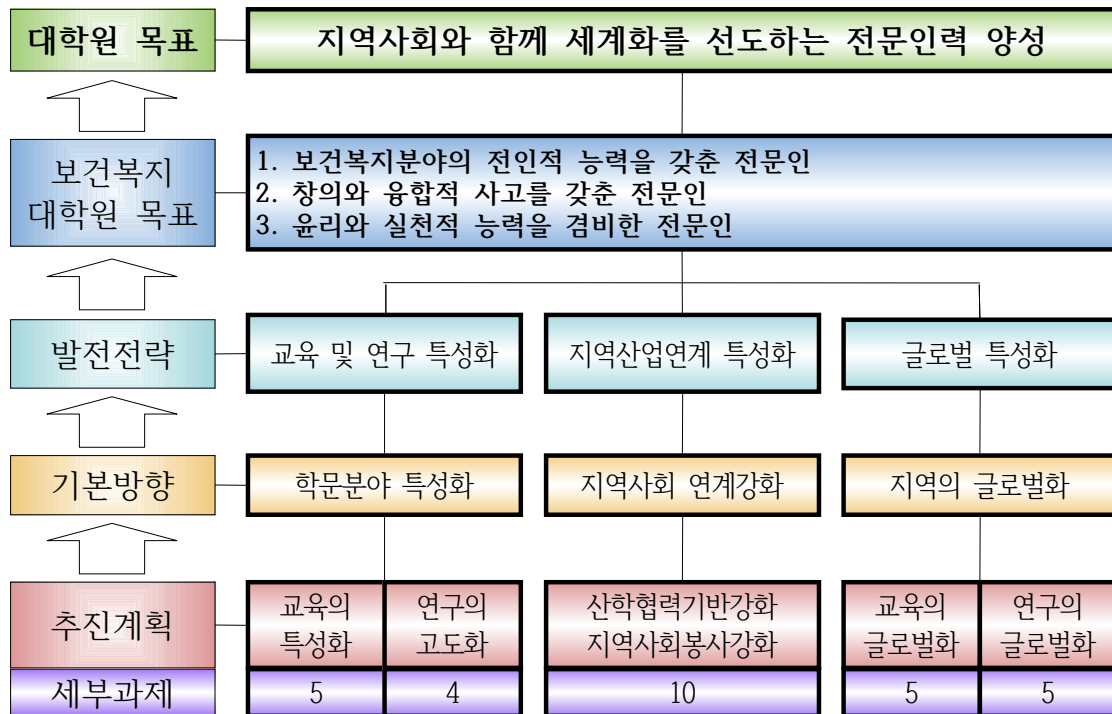 대학원 목표
지역사회와 함께 세계화를 선도하는 전문인력 양성
보건복지
대학원 목표
1. 보건복지분야의 전인적 능력을 갖춘 전문인
2. 창의와 융합적 사고를 갖춘 전문인
3. 윤리와 실천적 능력을 겸비한 전문인
발전전략
교육 및 연구 특성화
지역산업연계 특성화
글로벌 특성화
기본방향
학문분야 특성화
지역사회 연계강화
지역의 글로벌화
추진계획
교육의
특성화
연구의
고도화
산학협력기반강화
지역사회봉사강화
교육의
글로벌화
연구의
글로벌화
세부과제
5
4
10
5
5